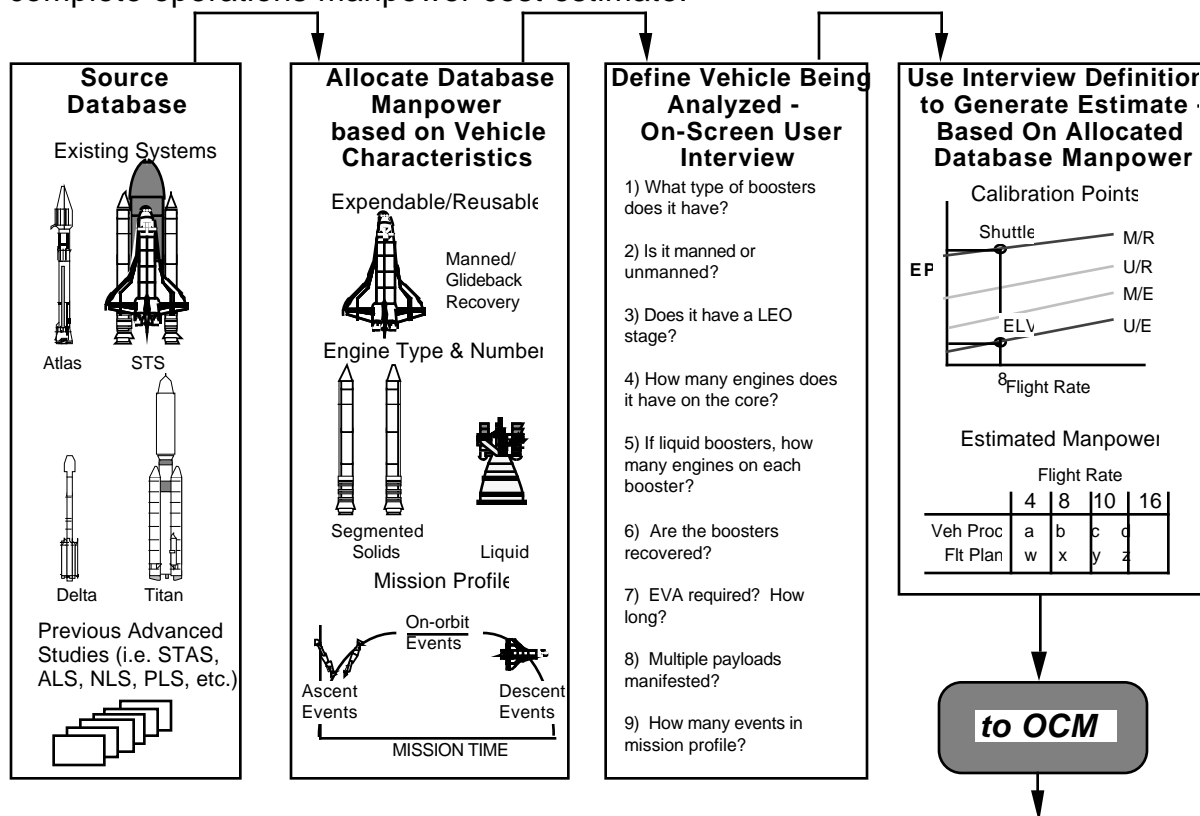 complete operations manpower cost estimate.
Source
Database
Existing Systems
Atlas
STS
Delta
Titan
Previous Advanced
Studies (i.e. STAS,
ALS, NLS, PLS, etc.)
Allocate Database
Manpower
based on Vehicle
Characteristics
Expendable/Reusable
Manned/
Glideback
Recovery
Engine Type & Number
Segmented
Solids
Liquid
Mission Profile
On-orbit
Events
Ascent
Events
Descent
Events
MISSION TIME
Define Vehicle Being
Analyzed -
On-Screen User
Interview
1) What type of boosters
does it have?
2) Is it manned or
unmanned?
3) Does it have a LEO
stage?
4) How many engines does
it have on the core?
5) If liquid boosters, how
many engines on each
booster?
6) Are the boosters
recovered?
7) EVA required? How
long?
8) Multiple payloads
manifested?
9) How many events in
mission profile?
Use Interview Definition
to Generate Estimate -
Based On Allocated
Database Manpower
Calibration Points
Shuttle
M/R
EP
U/R
M/E
ELV
U/E
8
Flight Rate
Estimated Manpower
Flight Rate
4 8 10 16
Veh Proc a b c d
Flt Plan w x y z
to OCM